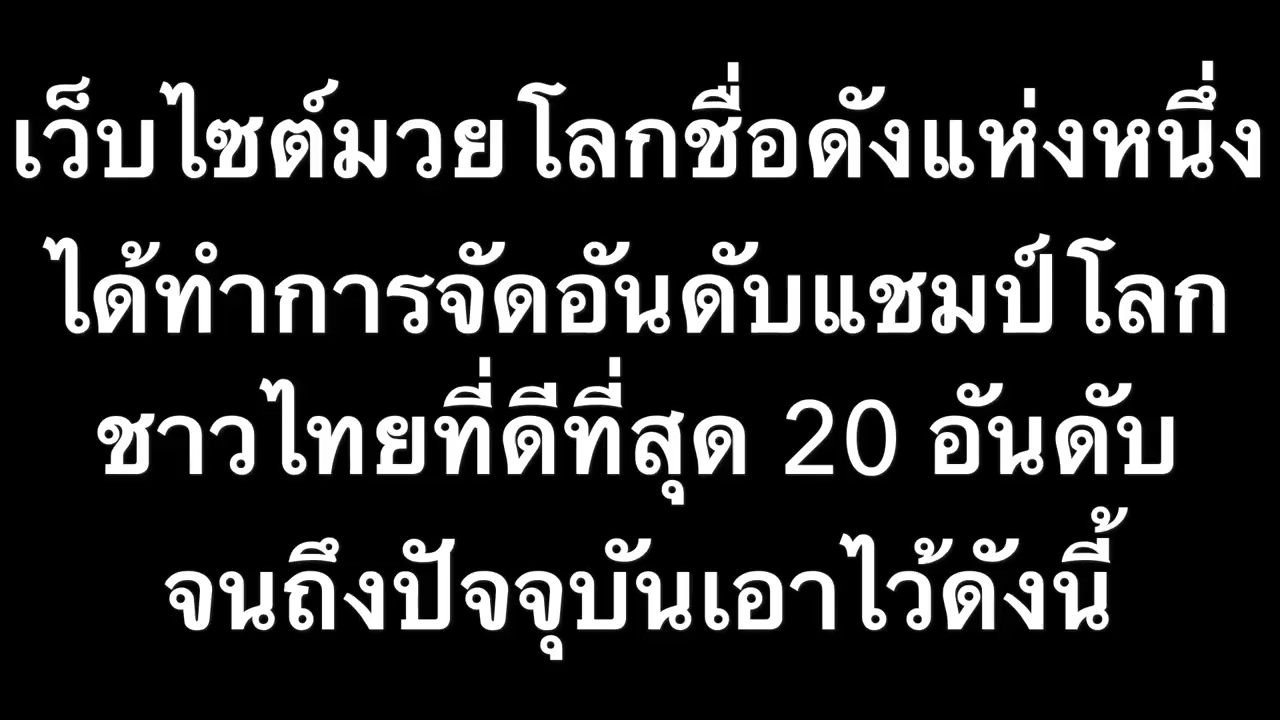 เว็บไซต์มวยโลกชื่อดังแห่งหนึ่ง
ได้ทำการจัดอันดับแชมป์โลก
ชาวไทยที่ดีที่สุด 20 อันดับ
จนถึงปัจจุบันเอาไว้ดังนี้